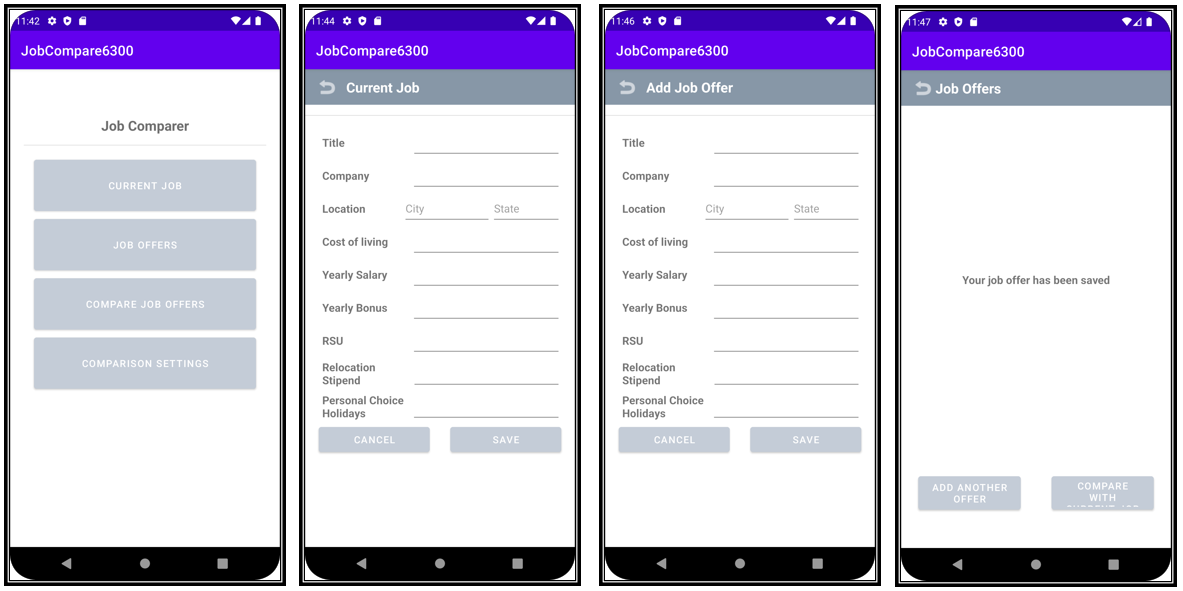 11:42
JobCompare6300
Job Comparer
CURRENT JOB
JOB OFFERS
COMPARE JOB OFFERS
COMPARISON SETTINGS
11:44
JobCompare6300
Current Job
Title
Company
Location City State
Cost of living
Yearly Salary
Yearly Bonus
RSU
Relocation
Stipend
Personal Choice
Holidays
CANCEL SAVE
11:46
JobCompare6300
Add Job Offer
Title
Company
Location City State
Cost of living
Yearly Salary
Yearly Bonus
RSU
Relocation
Stipend
Personal Choice
Holidays
CANCEL SAVE
11:47
JobCompare6300
Job Offers
Your job offer has been saved
ADD ANOTHER
OFFER
COMPARE
WITH